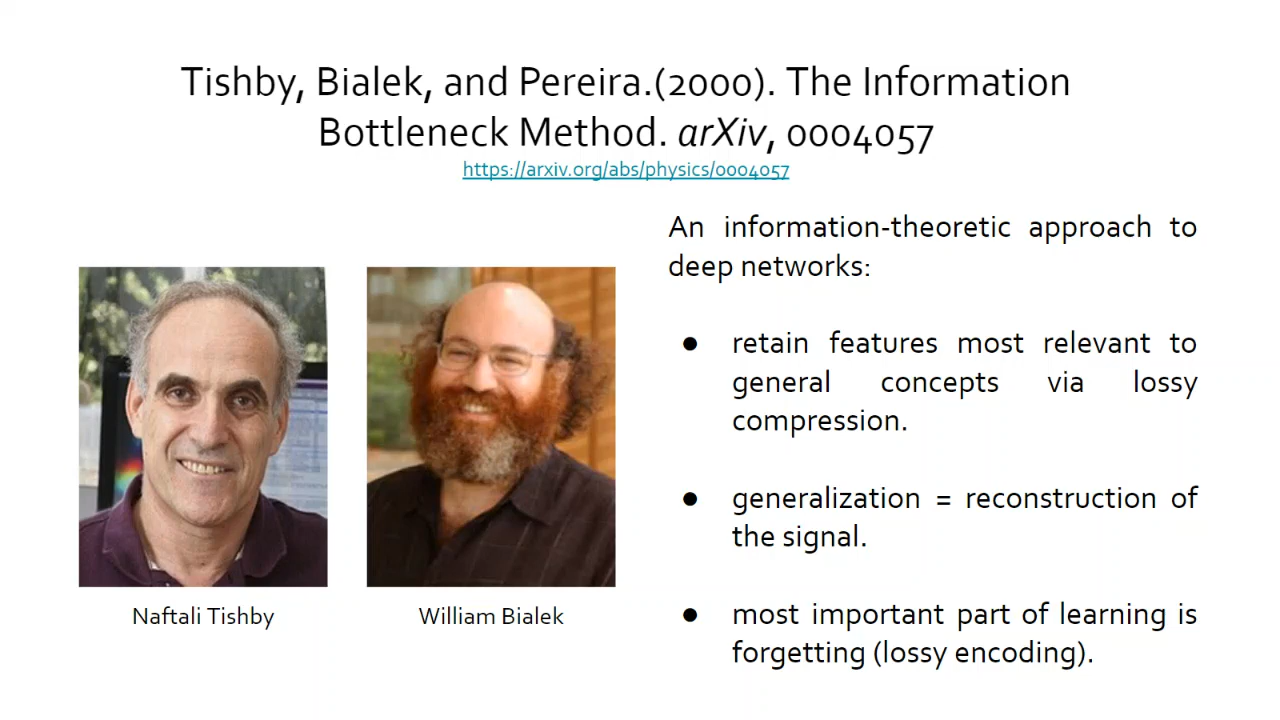 Tishby, Bialek, and Pereira.(2000). The Information
Bottleneck Method. arXiv, 0004057
https://arxiv.org/abs/physics/0004057
An information-theoretic approach to
deep networks:
● retain features most relevant to
general concepts via lossy
compression.
● generalization = reconstruction of
the signal.
● most important part of learning is
forgetting (lossy encoding).
Naftali Tishby
William Bialek